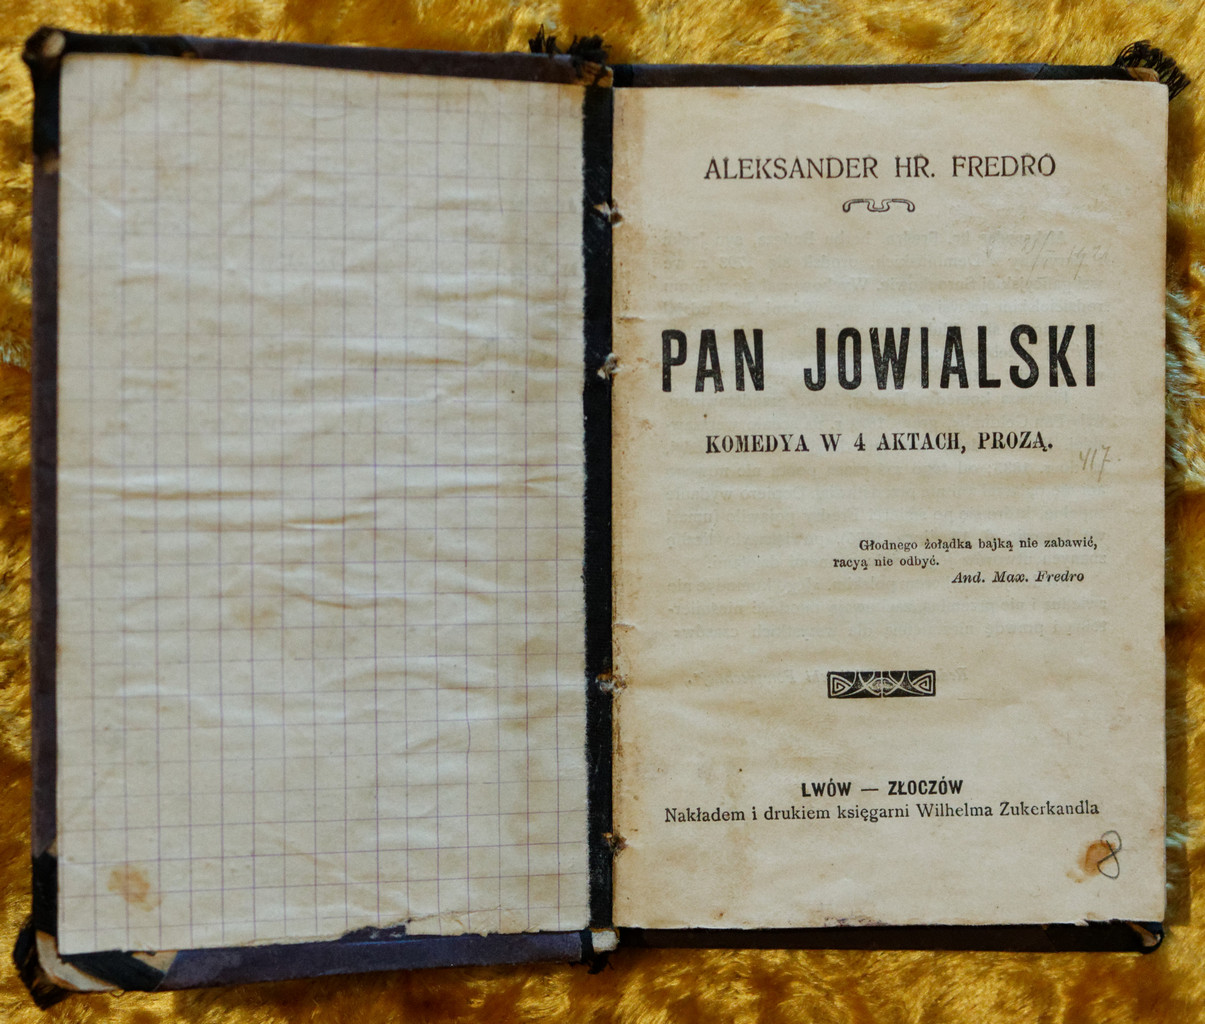 ALEKSANDER HR. FREDRO
PAN JOWIALSKI
KOMEDYA W 4 AKTACH, PROZĄ.
417.
Głodnego żołądka bajką nie zabawić,
racyą nie odbyć.
And. Max. Fredro
LWÓW — ZŁOCZÓW
Nakładem i drukiem księgarni Wilhelma Zukerkandla
8